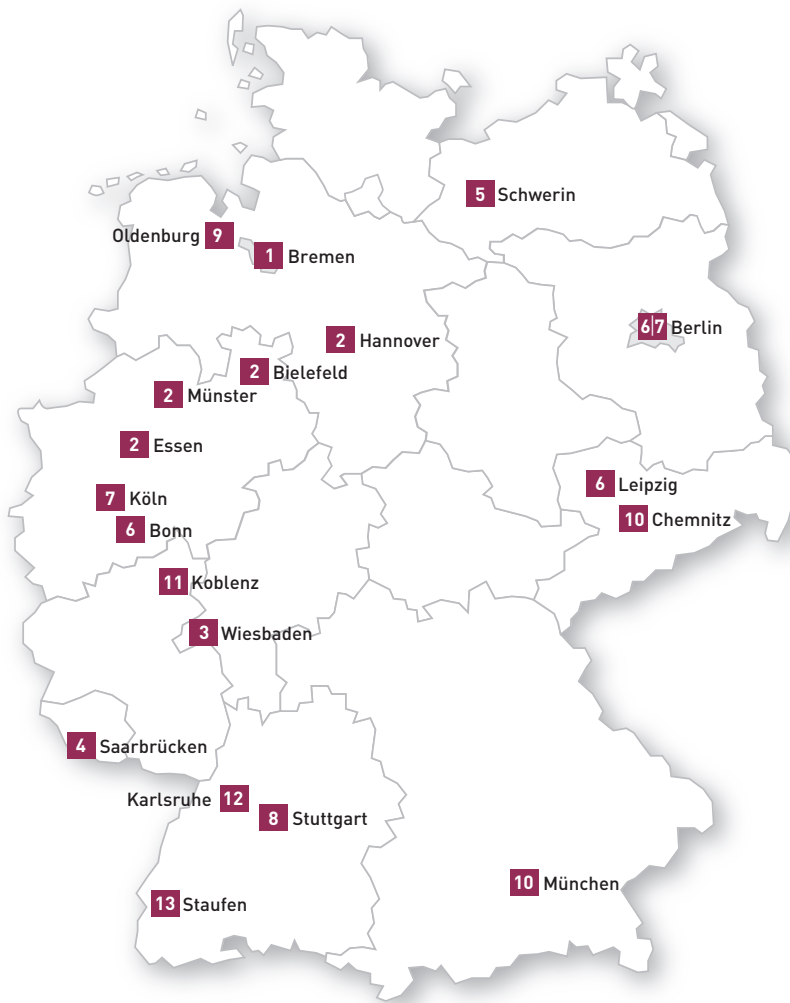 5 Schwerin
Oldenburg 9
1 Bremen
6|7 Berlin
2 Hannover
2 Bielefeld
2 Münster
2 Essen
6 Leipzig
7 Köln
10 Chemnitz
6 Bonn
11 Koblenz
3 Wiesbaden
4 Saarbrücken
Karlsruhe 12
8 Stuttgart
10 München
13 Staufen